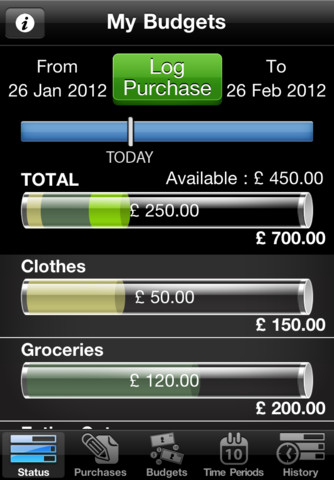 My Budgets
From
26 Jan 2012
Log
Purchase
To
26 Feb 2012
TODAY
TOTAL
Available : £ 450.00
£ 250.00
£ 700.00
Clothes
£ 50.00
£ 150.00
Groceries
£ 120.00
£ 200.00
10
Status
Purchases
Budgets
Time Periods
History